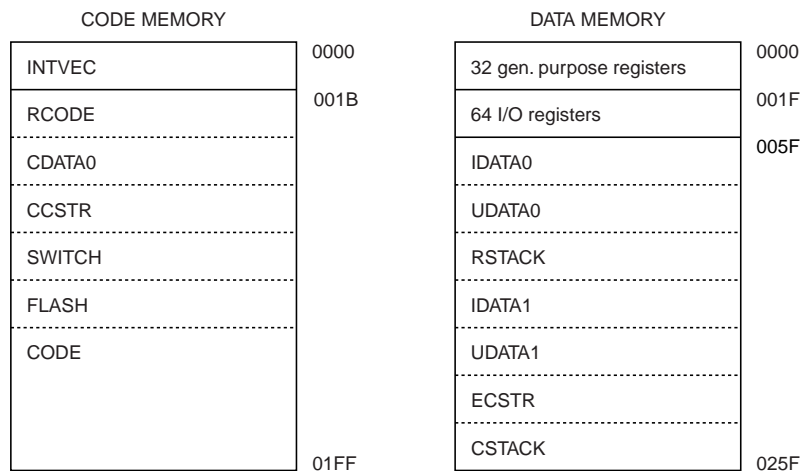 CODE MEMORY
INTVEC
0000
RCODE
001B
CDATA0
CCSTR
SWITCH
FLASH
CODE
01FF
DATA MEMORY
32 gen. purpose registers
0000
64 I/O registers
001F
IDATA0
005F
UDATA0
RSTACK
IDATA1
UDATA1
ECSTR
CSTACK
025F